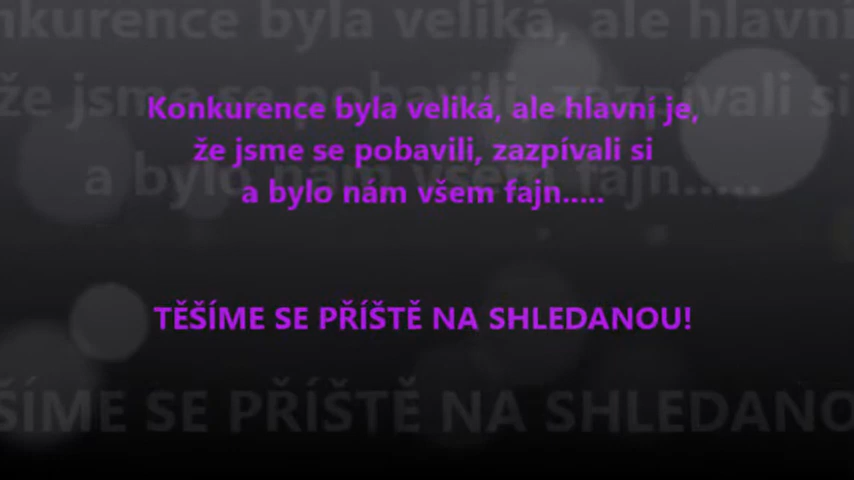 Konkurence byla veliká, ale hlavní je,
že jsme se pobavili, zazpívali si
a bylo nám všem fajn.....
TĚŠÍME SE PŘÍŠTĚ NA SHLEDANOU!